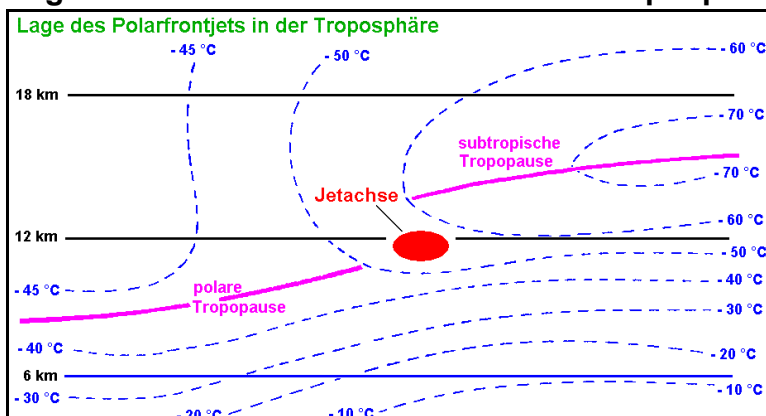 Lage des Polarfrontjets in der Troposphäre
- 45 °C
- 50 °C
- 60 °C
18 km
- 70 °C
subtropische
Tropopause
- 70 °C
Jetachse
- 60 °C
12 km
- 50 °C
- 40 °C
- 45 °C
polare
Tropopause
- 30 °C
- 40 °C
- 20 °C
6 km
- 10 °C
- 30 °C
- 20 °C
- 10 °C